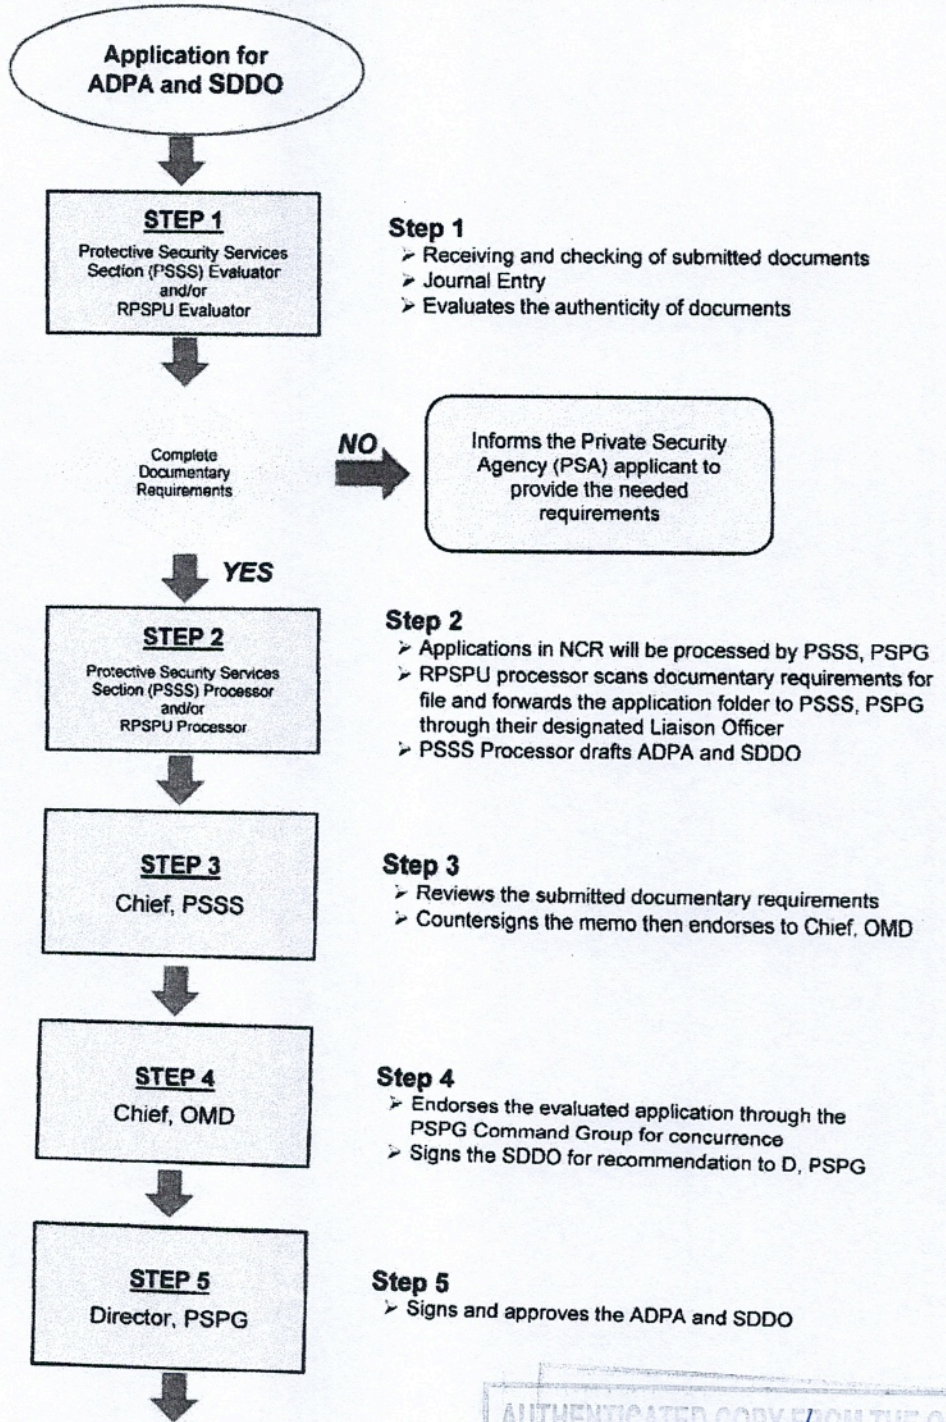 Application for
ADPA and SDDO
STEP 1
Protective Security Services
Section (PSSS) Evaluator
and/or
RPSPU Evaluator
Step 1
➢ Receiving and checking of submitted documents
➢ Journal Entry
➢ Evaluates the authenticity of documents
Complete
Documentary
Requirements
NO
Informs the Private Security
Agency (PSA) applicant to
provide the needed
requirements
YES
STEP 2
Protective Security Services
Section (PSSS) Processor
and/or
RPSPU Processor
Step 2
➢ Applications in NCR will be processed by PSSS, PSPG
➢ RPSPU processor scans documentary requirements for
file and forwards the application folder to PSSS, PSPG
through their designated Liaison Officer
➢ PSSS Processor drafts ADPA and SDDO
STEP 3
Chief, PSSS
Step 3
➢ Reviews the submitted documentary requirements
➢ Countersigns the memo then endorses to Chief, OMD
STEP 4
Chief, OMD
Step 4
➢ Endorses the evaluated application through the
PSPG Command Group for concurrence
➢ Signs the SDDO for recommendation to D, PSPG
STEP 5
Director, PSPG
Step 5
➢ Signs and approves the ADPA and SDDO
AUTHENTICATED COPY FROM THE